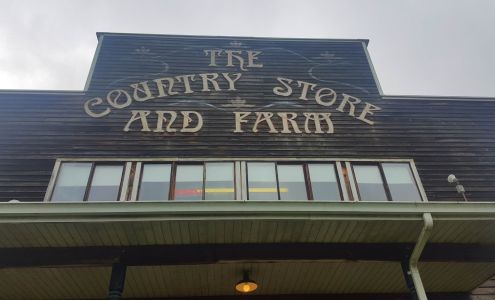 THE
COUNTRY STORE
AND FARM